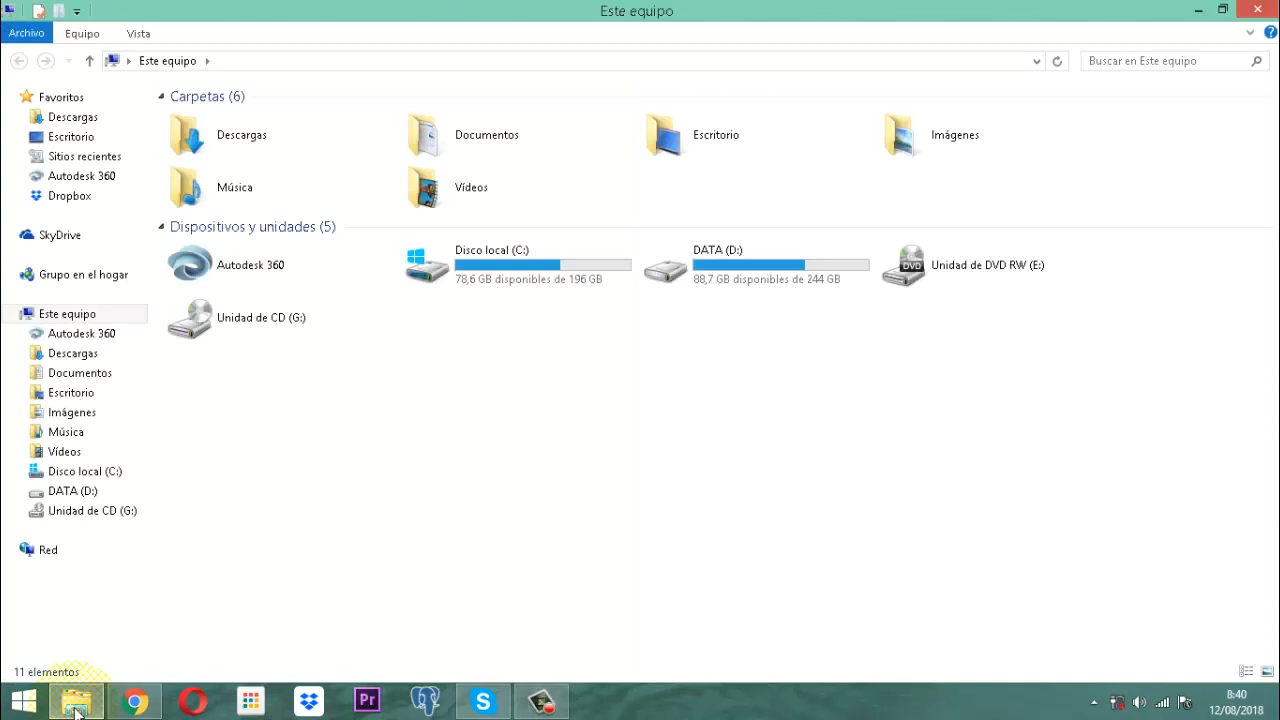 Este equipo
Archivo Equipo Vista
Este equipo
Buscar en Este equipo
Favoritos
Descargas
Escritorio
Sitios recientes
Autodesk 360
Dropbox
SkyDrive
Grupo en el hogar
Este equipo
Autodesk 360
Descargas
Documentos
Escritorio
Imágenes
Música
Vídeos
Disco local (C:)
DATA (D:)
Unidad de CD (G:)
Red
Carpetas (6)
Descargas
Documentos
Escritorio
Imágenes
Música
Vídeos
Dispositivos y unidades (5)
Autodesk 360
Disco local (C:)
78,6 GB disponibles de 196 GB
DATA (D:)
88,7 GB disponibles de 244 GB
DVD
Unidad de DVD RW (E:)
Unidad de CD (G:)
11 elementos
Pr
S
8:40
12/08/2018